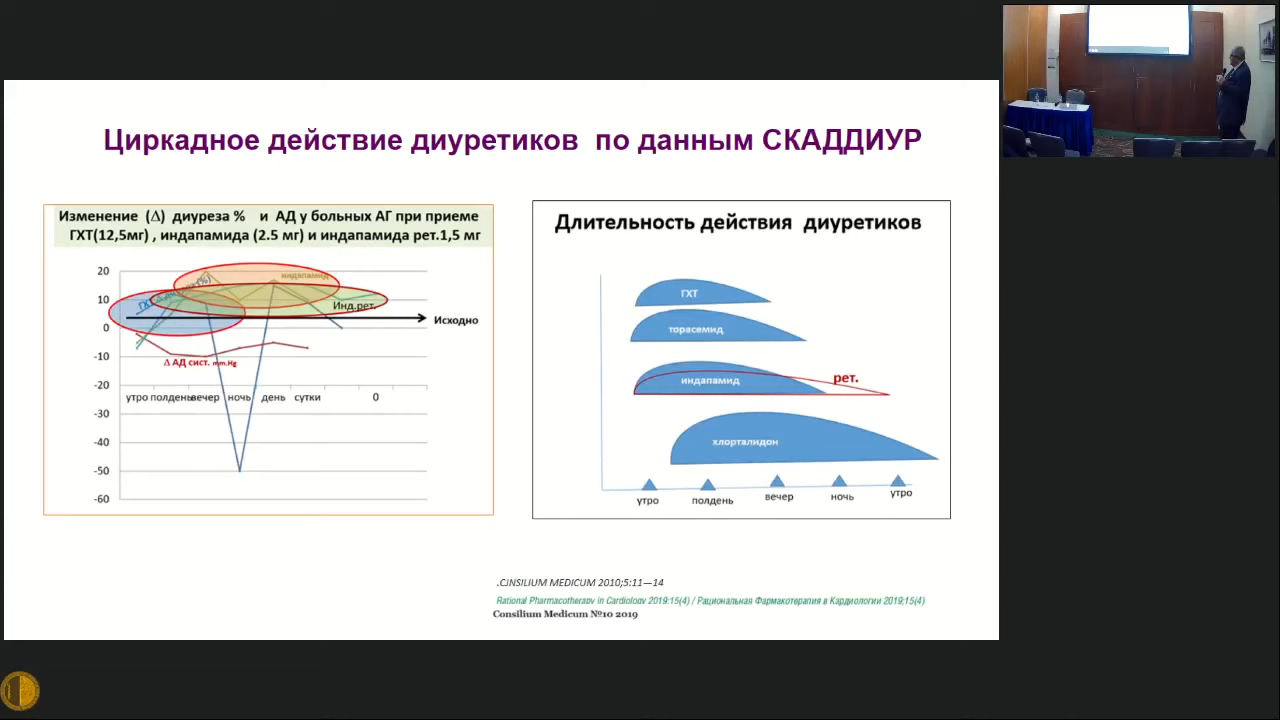 Циркадное действие диуретиков по данным СКАДДИУР
Изменение (Δ) диуреза % и АД у больных АГ при приеме
ГХТ(12,5мг) , индапамида (2.5 мг) и индапамида рет.1,5 мг
20
10
0
-10
-20
-30
-40
-50
-60
индапамид
Инд.рет.
Исходно
Δ АД сист. mm.Hg
утро полдень вечер ночь день сутки 0
Длительность действия диуретиков
ГХТ
торасемид
индапамид
рет.
хлорталидон
утро полдень вечер ночь утро
.CJNSILIUM MEDICUM 2010;5:11—14
Rational Pharmacotherapy in Cardiology 2019;15(4) / Рациональная Фармакотерапия в Кардиологии 2019;15(4)
Consilium Medicum №10 2019